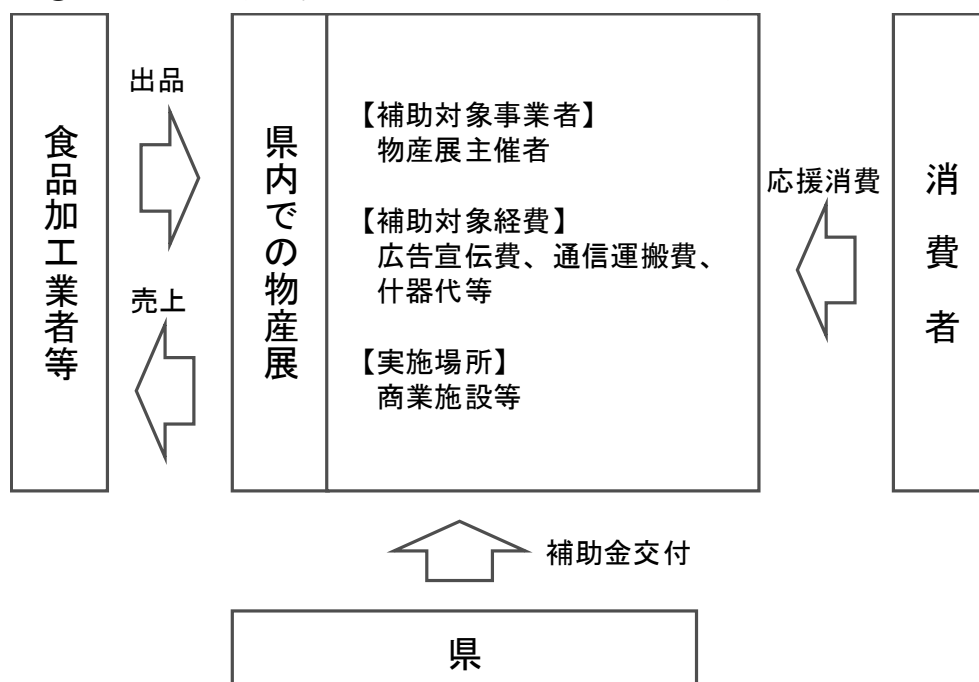 食品加工業者等
出品
売上
県内での物産展
【補助対象事業者】
物産展主催者
【補助対象経費】
広告宣伝費、通信運搬費、
什器代等
【実施場所】
商業施設等
応援消費
消費者
補助金交付
県